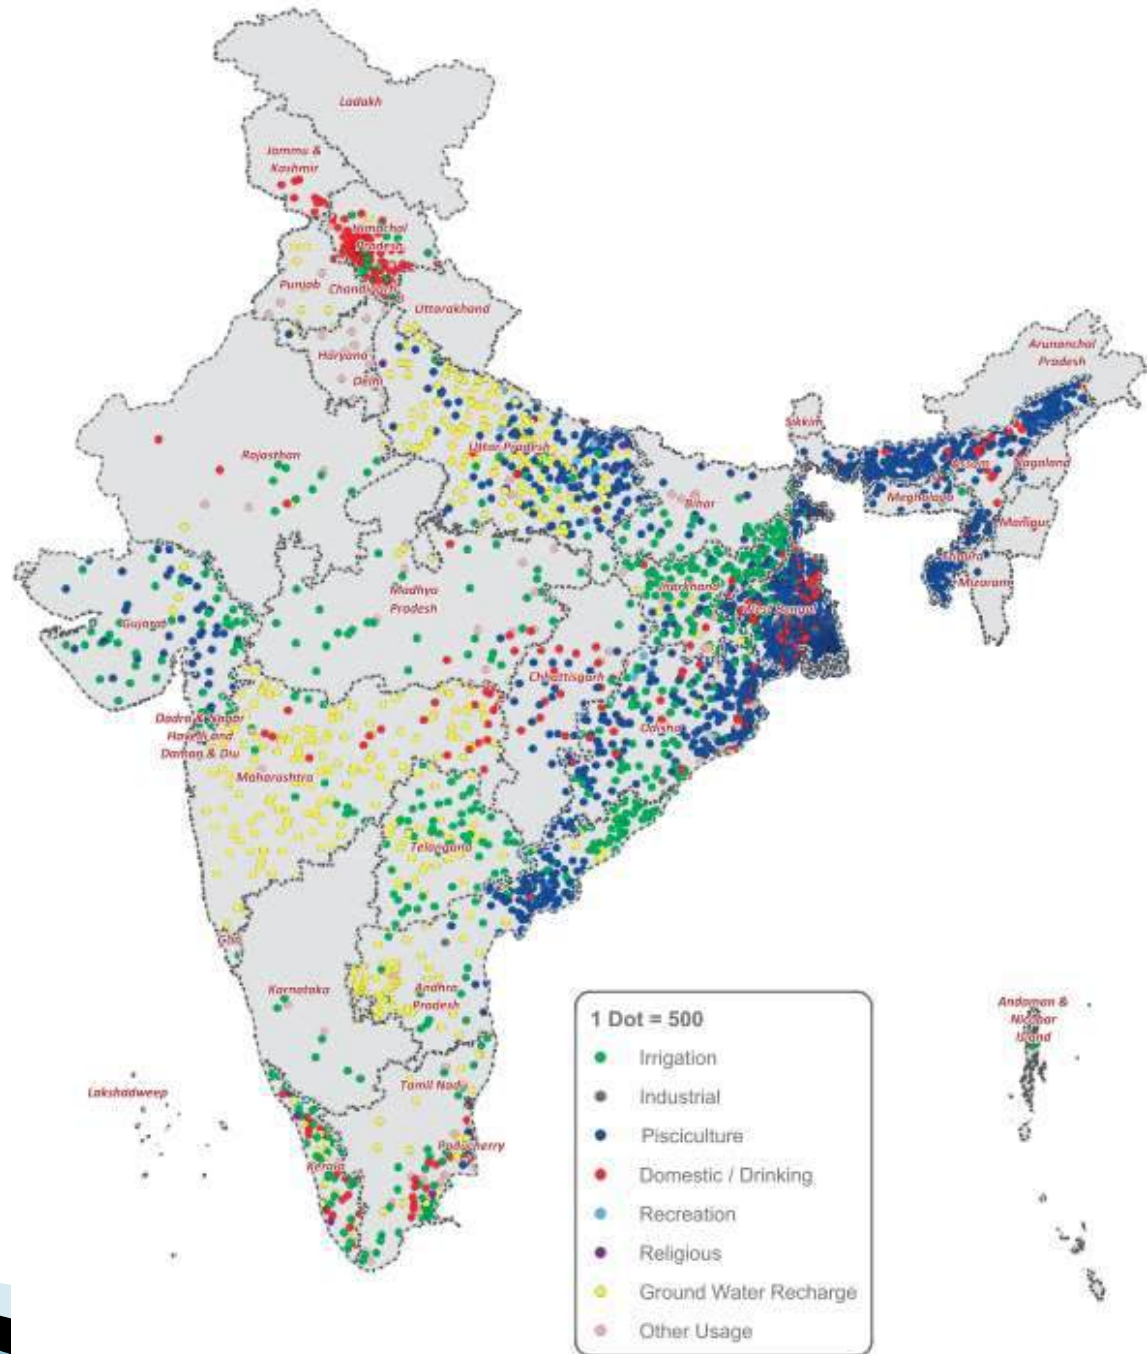 Ladakh
Jammu &
Kashmir
Himachal
Pradesh
Punjab
Chandigarh
Uttarakhand
Haryana
Delhi
Arunanchal
Pradesh
Sikkim
Uttar Pradesh
Rajasthan
Assam
Nagaland
Meghalaya
Bihar
Manipur
Tripura
Mizoram
Jharkhand
West Bengal
Madhya
Pradesh
Gujarat
Chhattisgarh
Dadra & Nagar
Haveli and
Daman & Diu
Odisha
Maharashtra
Telangana
Goa
Karnataka
Andhra
Pradesh
Andaman &
Nicobar
Island
Lakshadweep
Tamil Nadu
Puducherry
Kerala
1 Dot = 500
Irrigation
Industrial
Pisciculture
Domestic / Drinking
Recreation
Religious
Ground Water Recharge
Other Usage